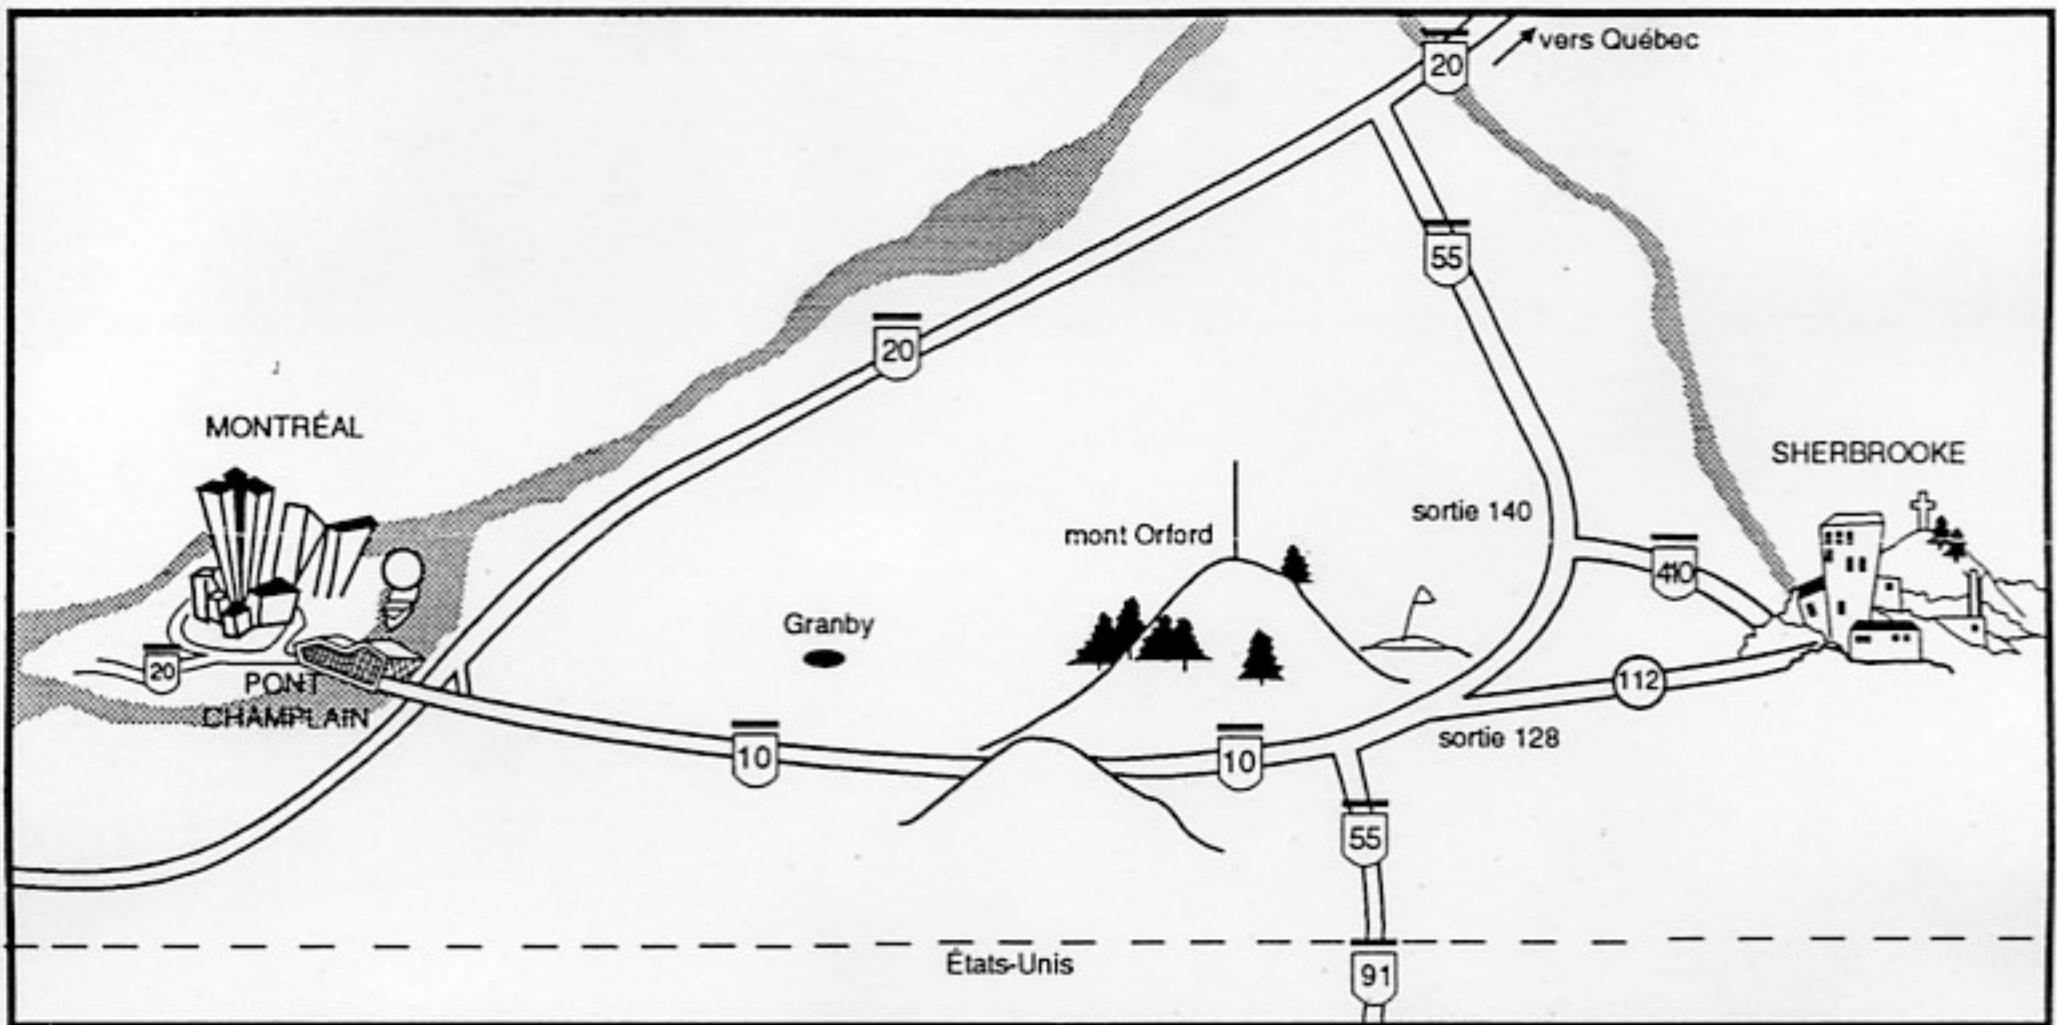 20
vers Québec
55
20
MONTRÉAL
SHERBROOKE
sortie 140
mont Orford
410
Granby
20
PONT
CHAMPLAIN
112
sortie 128
10
10
55
États-Unis
91